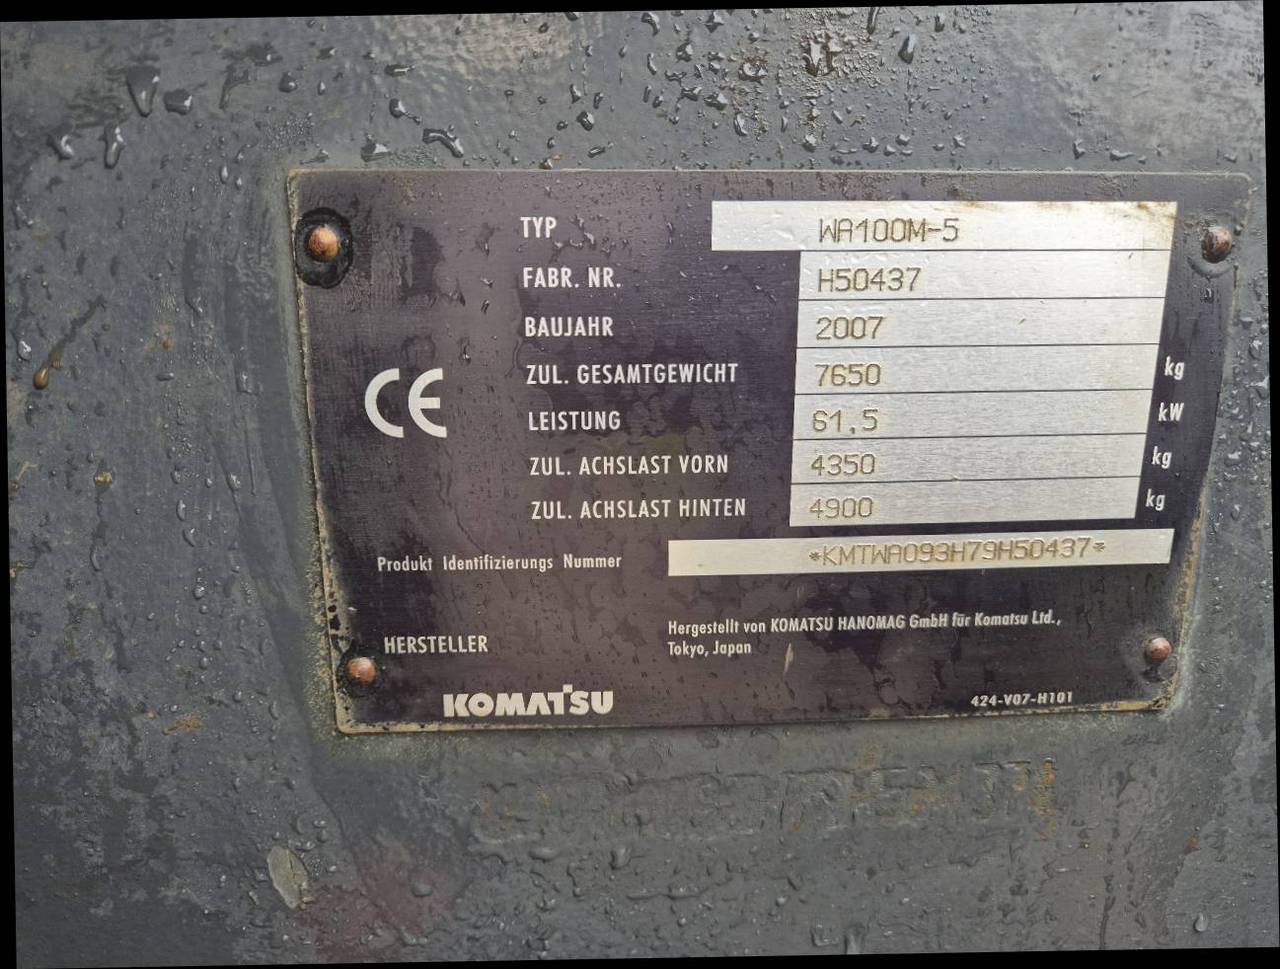 TYP WA100M-5
FABR. NR. H50437
BAUJAHR 2007
ZUL. GESAMTGEWICHT 7650 kg
LEISTUNG 61,5 kW
ZUL. ACHSLAST VORN 4350 kg
ZUL. ACHSLAST HINTEN 4900 kg
CE
Produkt Identifizierungs Nummer *KMTWA093H79H50437*
HERSTELLER Hergestellt von KOMATSU HANOMAG GmbH für Komatsu Ltd.,
Tokyo, Japan
KOMATSU 424-V07-H101